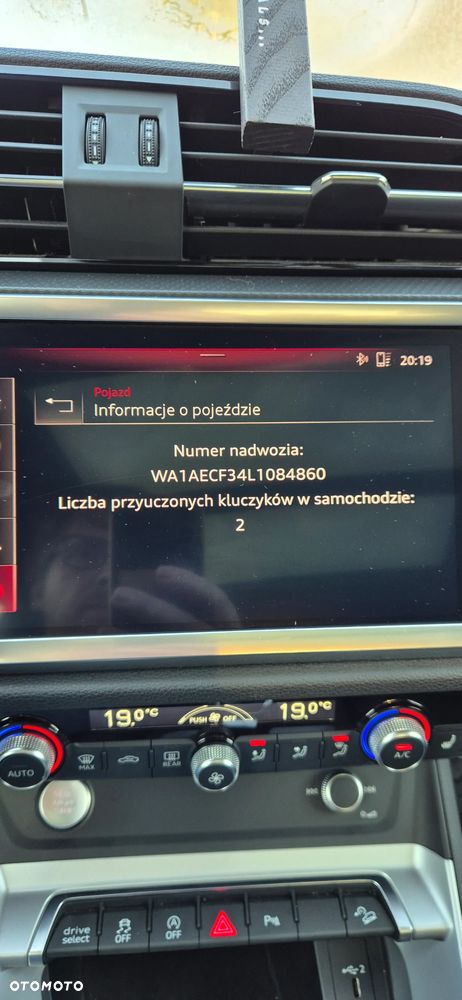 20:19
Pojazd
Informacje o pojeździe
Numer nadwozia:
WA1AECF34L1084860
Liczba przyuczonych kluczyków w samochodzie:
2
19.0°C
PUSH OFF
19.0°C
AUTO
MAX
REAR
A/C
drive select
OFF
A OFF
P
2
OTOMOTO